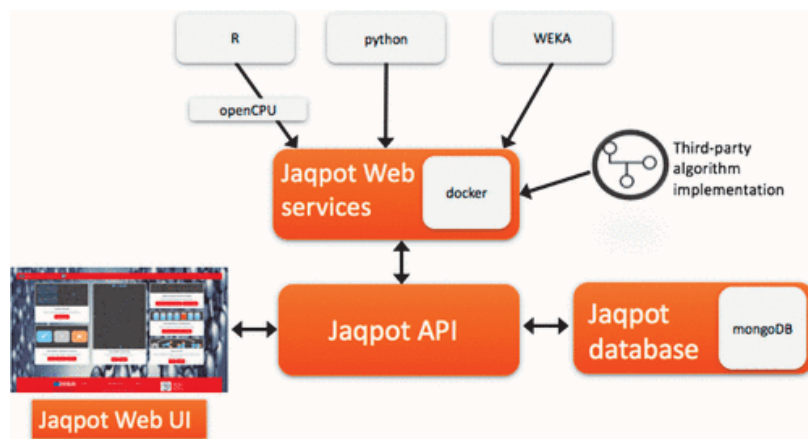 R
python
WEKA
openCPU
Jaqpot Web
services
docker
Third-party
algorithm
implementation
Jaqpot API
Jaqpot
database
mongoDB
Jaqpot Web UI